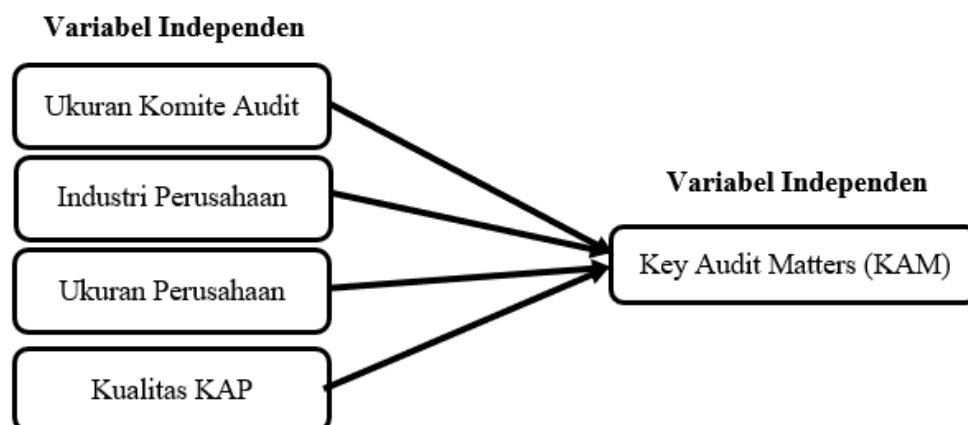 Variabel Independen
Ukuran Komite Audit
Industri Perusahaan
Ukuran Perusahaan
Kualitas KAP
Variabel Independen
Key Audit Matters (KAM)